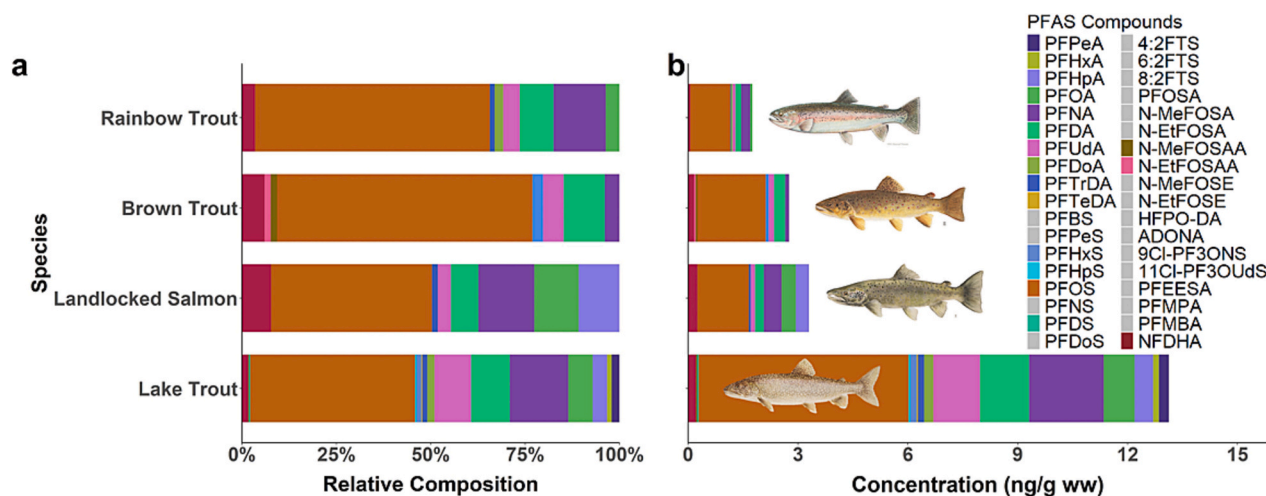 a
Species
Rainbow Trout
Brown Trout
Landlocked Salmon
Lake Trout
0% 25% 50% 75% 100%
Relative Composition
b
0 3 6 9 12 15
Concentration (ng/g ww)
PFAS Compounds
PFPeA
PFHxA
PFHpA
PFOA
PFNA
PFDA
PFUdA
PFDoA
PFTrDA
PFTeDA
PFBS
PFPeS
PFHxS
PFHpS
PFOS
PFNS
PFDS
PFDoS
4:2FTS
6:2FTS
8:2FTS
PFOSA
N-MeFOSA
N-EtFOSA
N-MeFOSAA
N-EtFOSAA
N-MeFOSE
N-EtFOSE
HFPO-DA
ADONA
9Cl-PF3ONS
11Cl-PF3OUdS
PFEESA
PFMPA
PFMBA
NFDHA